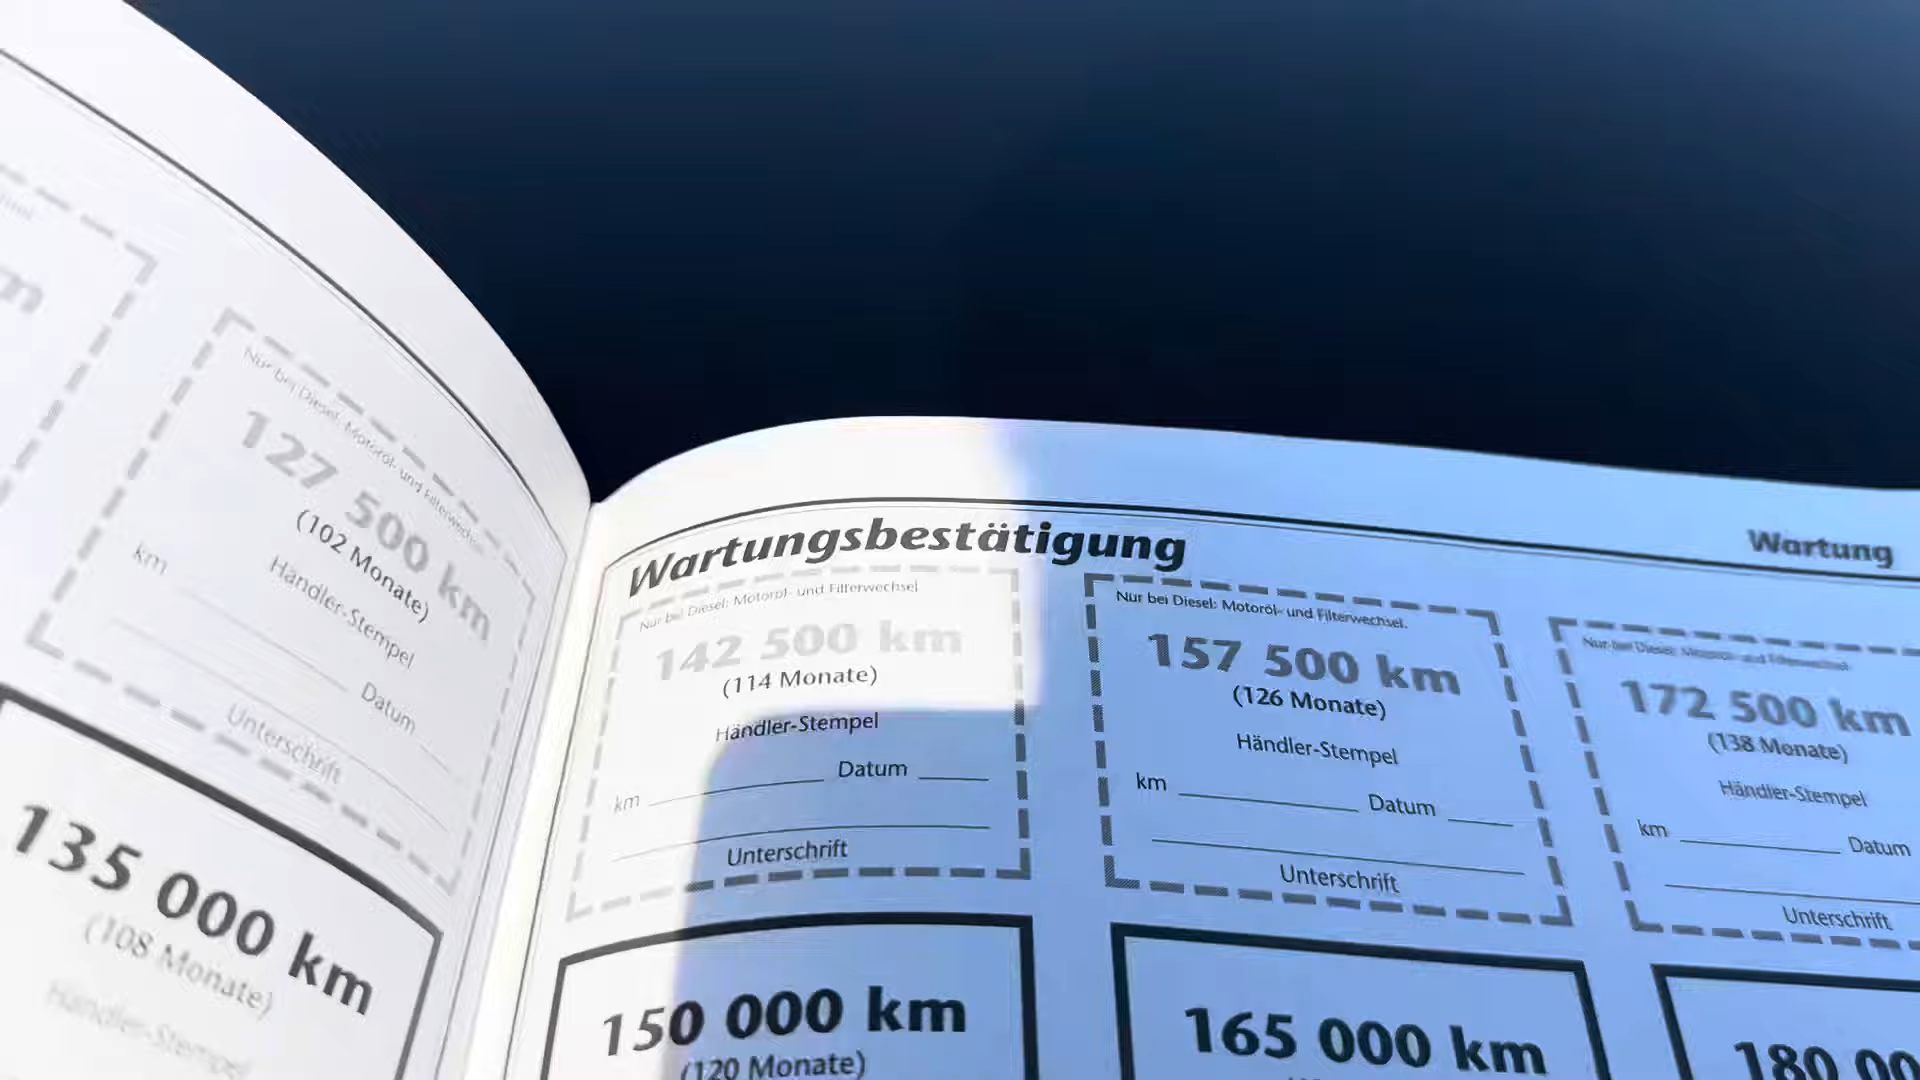 Nur bei Diesel: Motoröl- und Filterwechsel.
127 500 km
(102 Monate)
Händler-Stempel
km Datum
Unterschrift
135 000 km
(108 Monate)
Händler-Stempel
Wartung
Wartungsbestätigung
Nur bei Diesel: Motoröl- und Filterwechsel
142 500 km
(114 Monate)
Händler-Stempel
km Datum
Unterschrift
150 000 km
(120 Monate)
Nur bei Diesel: Motoröl- und Filterwechsel.
157 500 km
(126 Monate)
Händler-Stempel
km Datum
Unterschrift
165 000 km
Nur bei Diesel: Motoröl- und Filterwechsel
172 500 km
(138 Monate)
Händler-Stempel
km Datum
Unterschrift
180 00